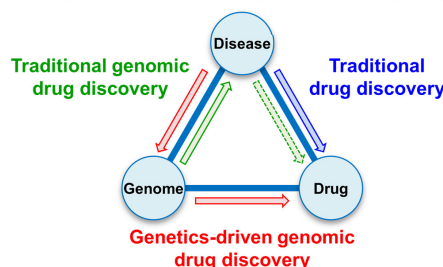 Disease
Traditional genomic
drug discovery
Traditional
drug discovery
Genome
Drug
Genetics-driven genomic
drug discovery